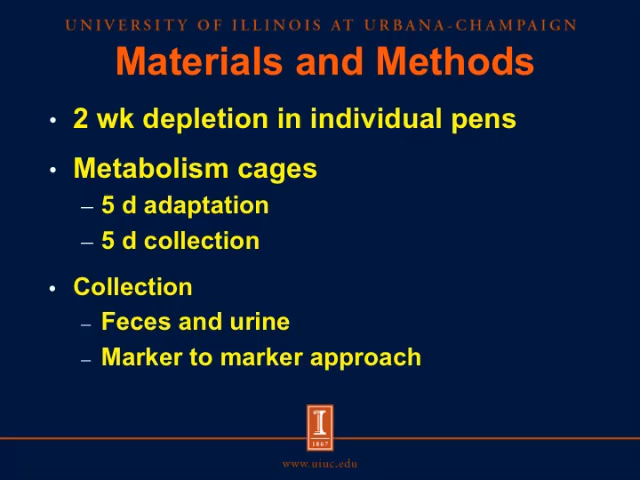 UNIVERSITY OF ILLINOIS AT URBANA-CHAMPAIGN
Materials and Methods
• 2 wk depletion in individual pens
• Metabolism cages
– 5 d adaptation
– 5 d collection
• Collection
– Feces and urine
– Marker to marker approach
I
1867
www.uiuc.edu